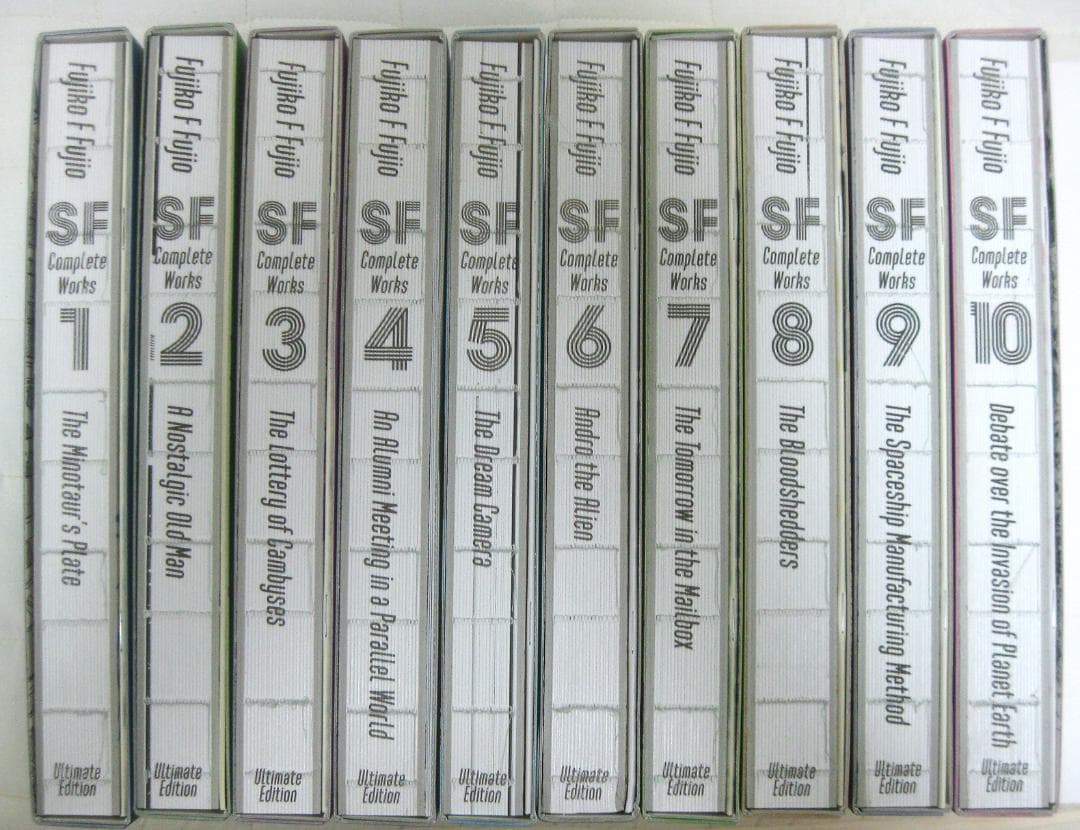 Fujiko F Fujio
SF
Complete
Works
1
The Minotaur's Plate
Ultimate
Edition
Fujiko F Fujio
SF
Complete
Works
2
A Nostalgic Old Man
Ultimate
Edition
Fujiko F Fujio
SF
Complete
Works
3
The Lottery of Cambyses
Ultimate
Edition
Fujiko F Fujio
SF
Complete
Works
4
An Alumni Meeting in a Parallel World
Ultimate
Edition
Fujiko F Fujio
SF
Complete
Works
5
The Dream Camera
Ultimate
Edition
Fujiko F Fujio
SF
Complete
Works
6
Andro the Alien
Ultimate
Edition
Fujiko F Fujio
SF
Complete
Works
7
The Tomorrow in the Mailbox
Ultimate
Edition
Fujiko F Fujio
SF
Complete
Works
8
The Bloodshedders
Ultimate
Edition
Fujiko F Fujio
SF
Complete
Works
9
The Spaceship Manufacturing Method
Ultimate
Edition
Fujiko F Fujio
SF
Complete
Works
10
Debate over the Invasion of Planet Earth
Ultimate
Edition